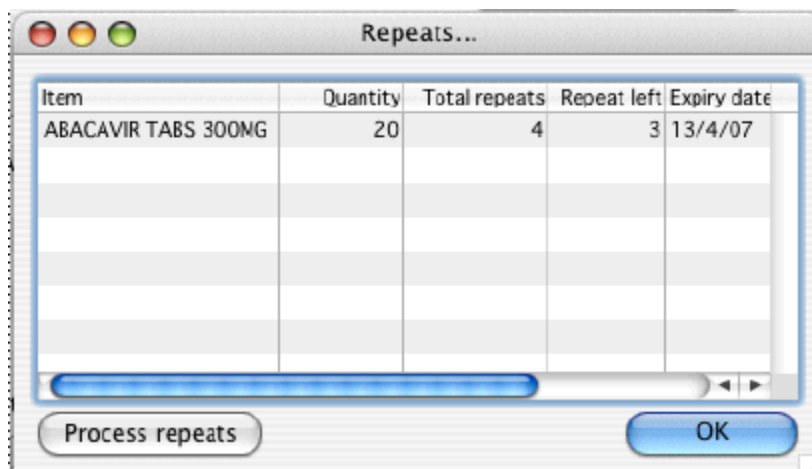 Repeats...
Item Quantity Total repeats Repeat left Expiry date
ABACAVIR TABS 300MG 20 4 3 13/4/07
Process repeats OK